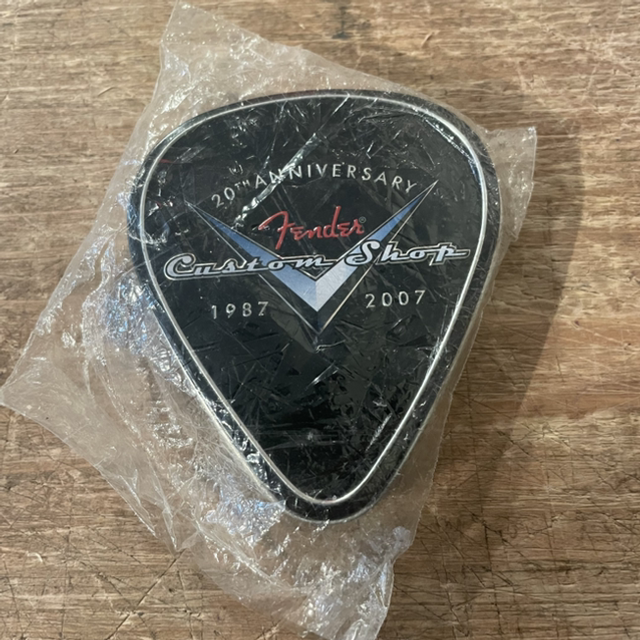 20TH ANNIVERSARY
Fender®
Custom Shop
1987 2007